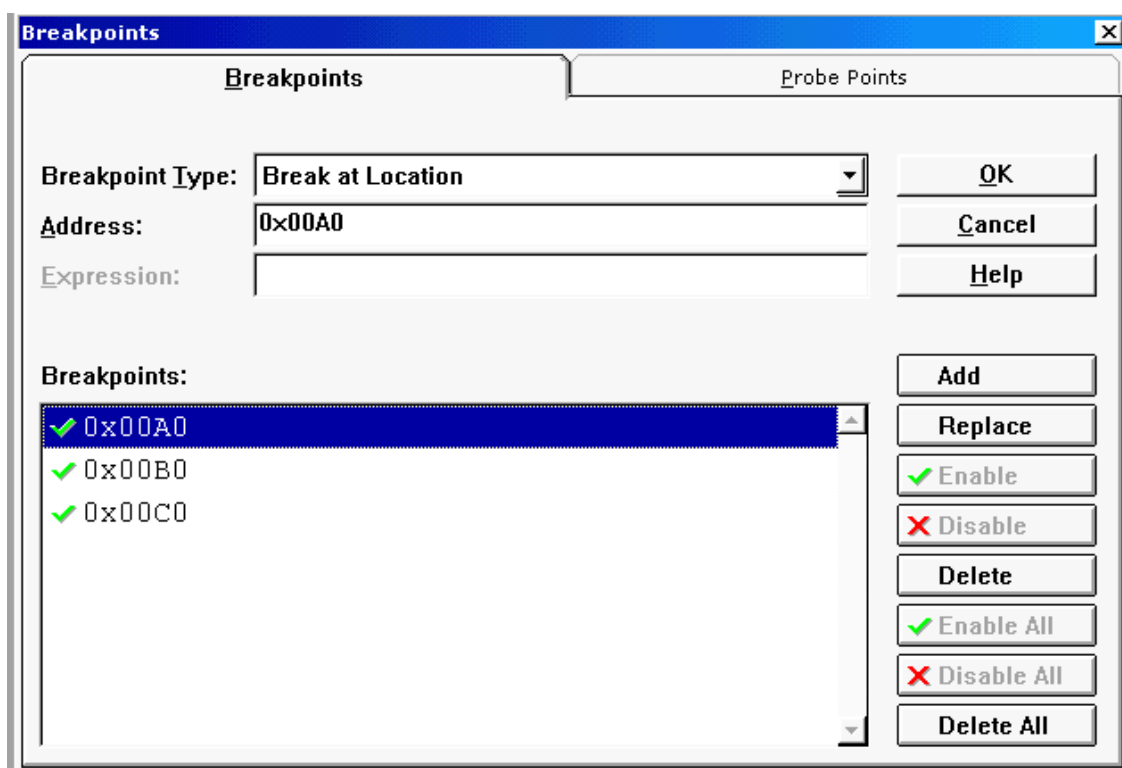 Breakpoints
Breakpoints
Probe Points
Breakpoint Type: Break at Location
OK
Address: 0x00A0
Cancel
Expression:
Help
Breakpoints:
Add
0x00A0
Replace
0x00B0
Enable
0x00C0
Disable
Delete
Enable All
Disable All
Delete All